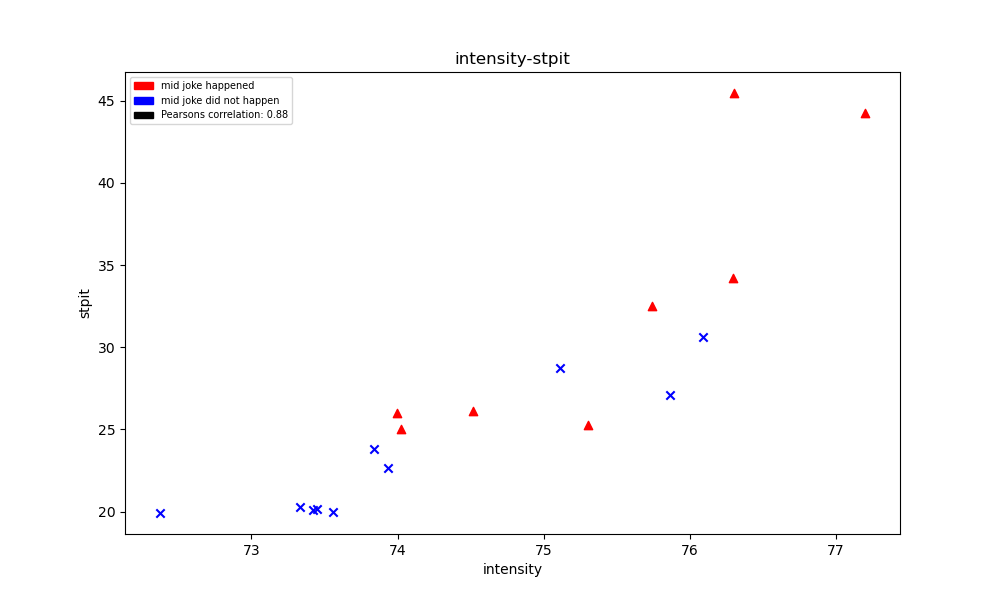 intensity-stpit
mid joke happened
mid joke did not happen
Pearsons correlation: 0.88
45
40
35
30
25
20
stpit
73 74 75 76 77
intensity